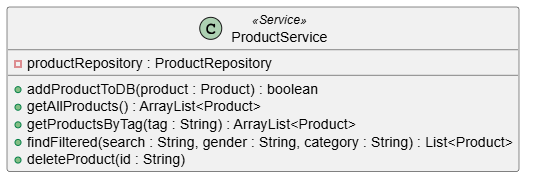 «Service»
C ProductService
productRepository : ProductRepository
addProductToDB(product : Product) : boolean
getAllProducts() : ArrayList<Product>
getProductsByTag(tag : String) : ArrayList<Product>
findFiltered(search : String, gender : String, category : String) : List<Product>
deleteProduct(id : String)